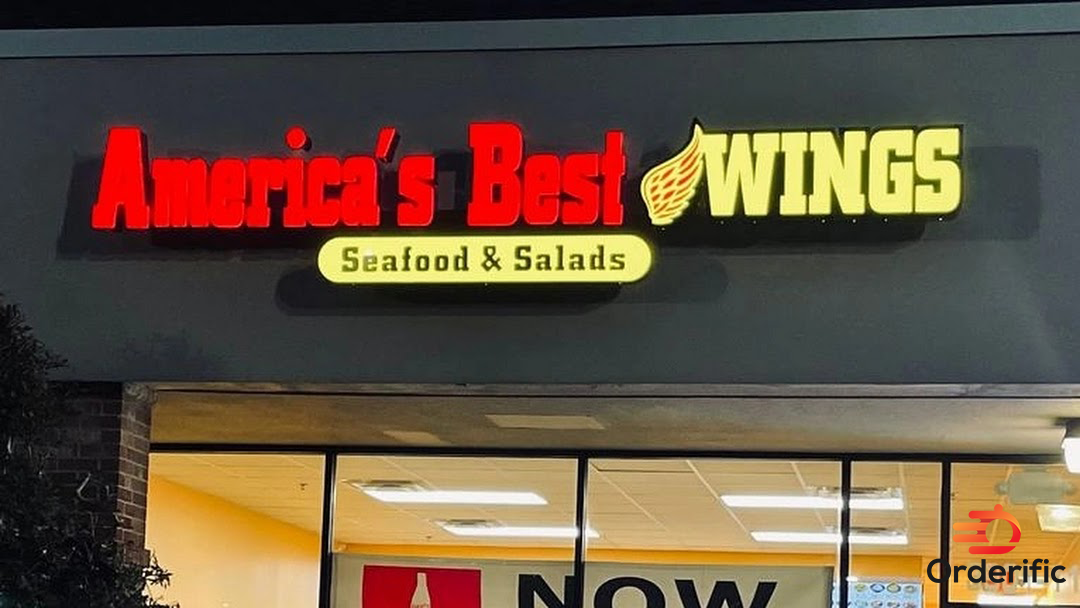 America's Best WINGS
Seafood & Salads
NOW
Orderific